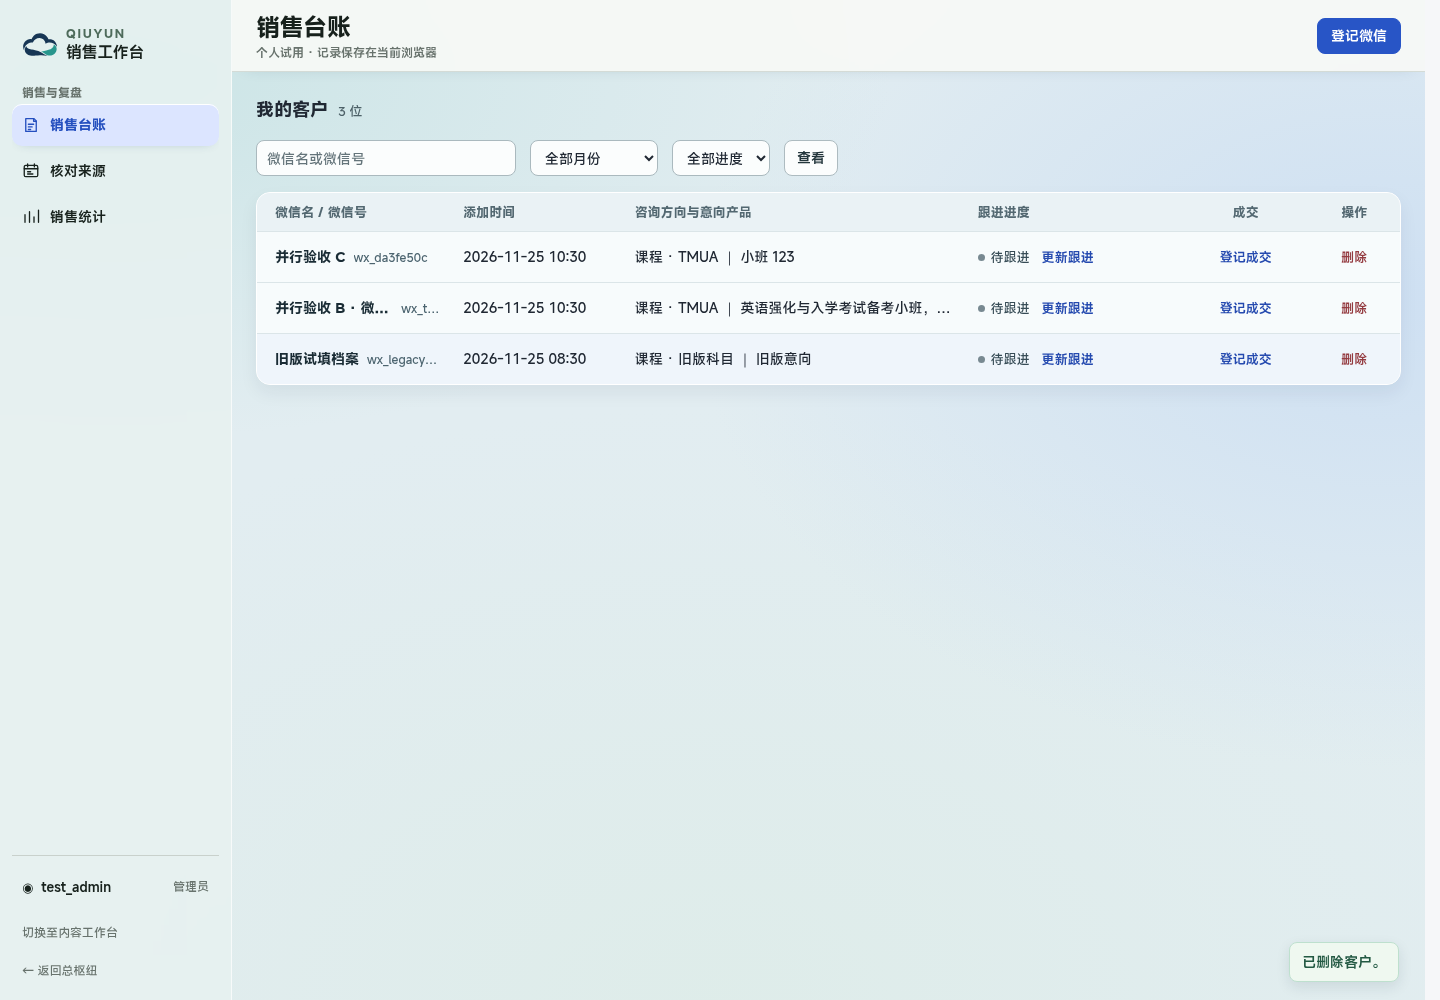 QIUYUN
销售工作台
销售与复盘
销售台账
核对来源
销售统计
◉ test_admin 管理员
切换至内容工作台
← 返回总枢纽
销售台账
个人试用 · 记录保存在当前浏览器
登记微信
我的客户 3 位
微信名或微信号 全部月份 全部进度 查看
微信名 / 微信号 添加时间 咨询方向与意向产品 跟进进度 成交 操作
并行验收 C wx_da3fe50c 2026-11-25 10:30 课程 · TMUA ｜ 小班 123 待跟进 更新跟进 登记成交 删除
并行验收 B · 微… wx_t… 2026-11-25 10:30 课程 · TMUA ｜ 英语强化与入学考试备考小班，… 待跟进 更新跟进 登记成交 删除
旧版试填档案 wx_legacy… 2026-11-25 08:30 课程 · 旧版科目 ｜ 旧版意向 待跟进 更新跟进 登记成交 删除
已删除客户。